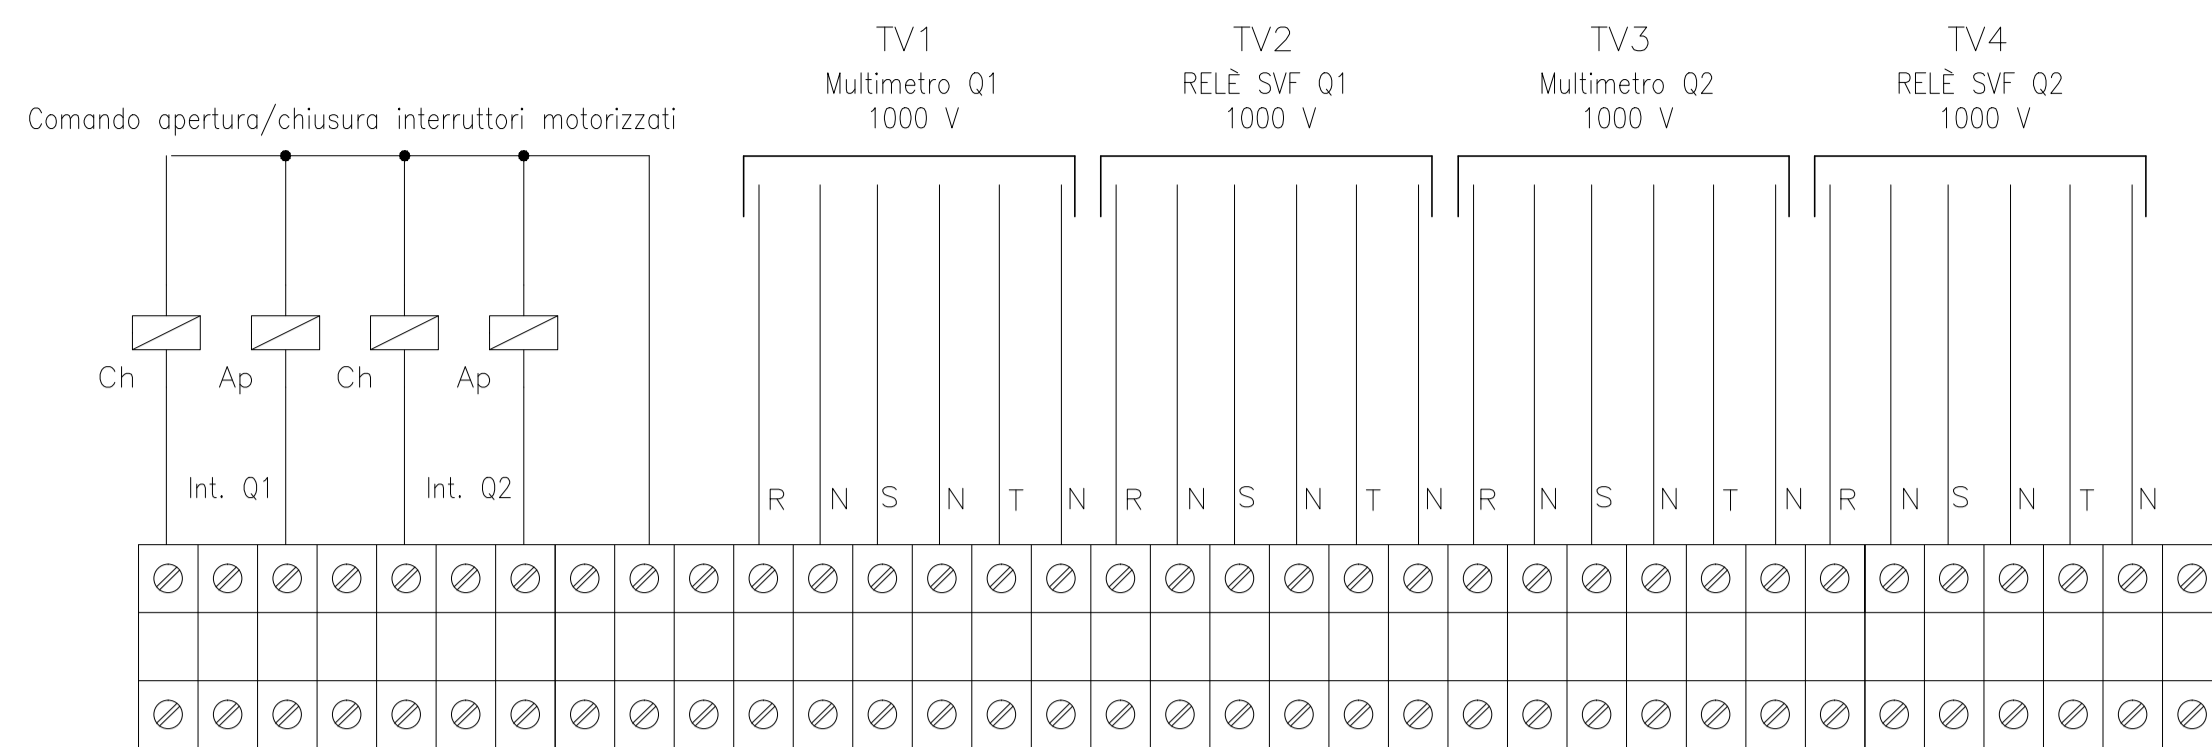 TV1
Multimetro Q1
1000 V
TV2
RELÈ SVF Q1
1000 V
TV3
Multimetro Q2
1000 V
TV4
RELÈ SVF Q2
1000 V
Comando apertura/chiusura interruttori motorizzati
Ch Ap Ch Ap
Int. Q1 Int. Q2
R N S N T N R N S N T N R N S N T N R N S N T N